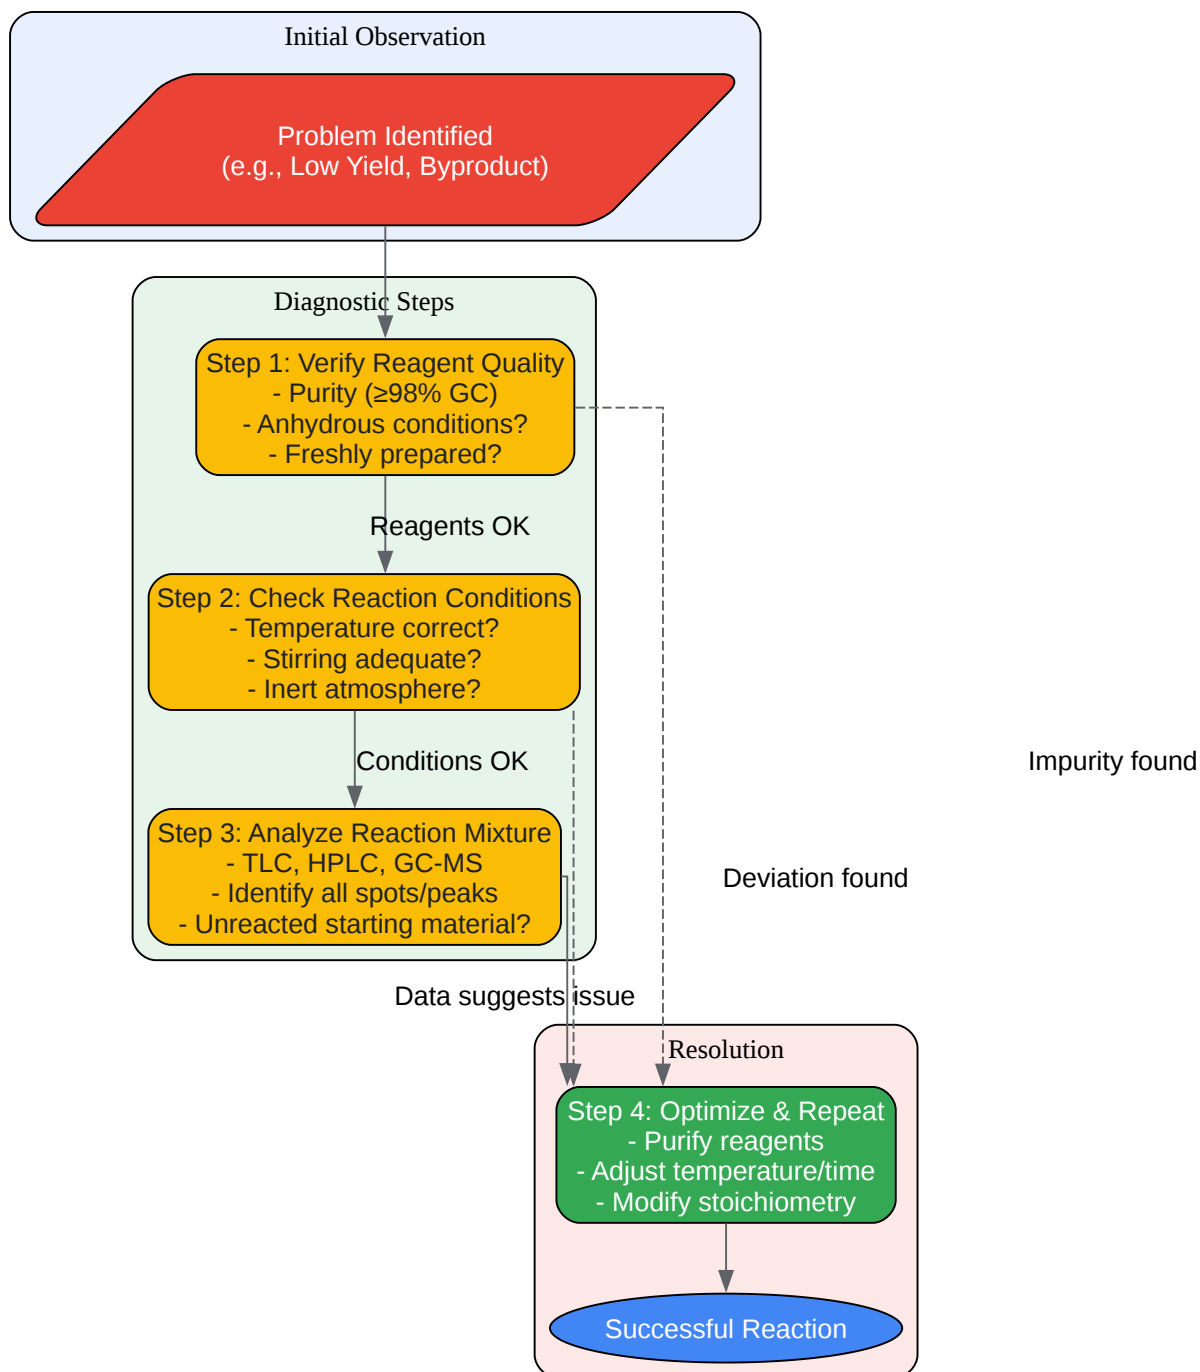 Initial Observation
Problem Identified
(e.g., Low Yield, Byproduct)
Diagnostic Steps
Step 1: Verify Reagent Quality
- Purity (≥98% GC)
- Anhydrous conditions?
- Freshly prepared?
Reagents OK
Step 2: Check Reaction Conditions
- Temperature correct?
- Stirring adequate?
- Inert atmosphere?
Conditions OK
Impurity found
Step 3: Analyze Reaction Mixture
- TLC, HPLC, GC-MS
- Identify all spots/peaks
- Unreacted starting material?
Deviation found
Data suggests issue
Resolution
Step 4: Optimize & Repeat
- Purify reagents
- Adjust temperature/time
- Modify stoichiometry
Successful Reaction